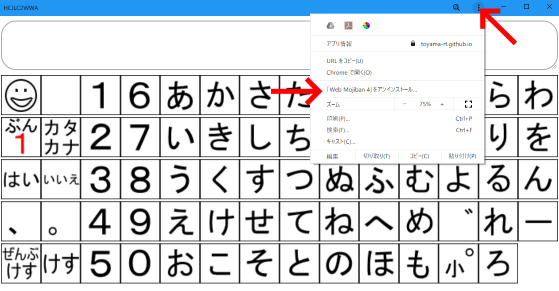 HCJLC2WWA
アプリ情報
toyama-rt.github.io
URL をコピー(U)
Chrome で開く(O)
「Web Mojiban 4」をアンインストール...
ズーム － 75% ＋
印刷(P)... Ctrl+P
検索(F)... Ctrl+F
キャスト(C)...
編集 切り取り(T) コピー(C) 貼り付け(P)
1 6 あ か さ た ら わ
ぶん 1 カタカナ 2 7 い き し ち り を
はい いいえ 3 8 う く す つ ぬ ふ む よ る ん
、 。 4 9 え け せ て ね へ め ゛ れ ー
ぜんぶけす けす 5 0 お こ そ と の ほ も 小゜ ろ